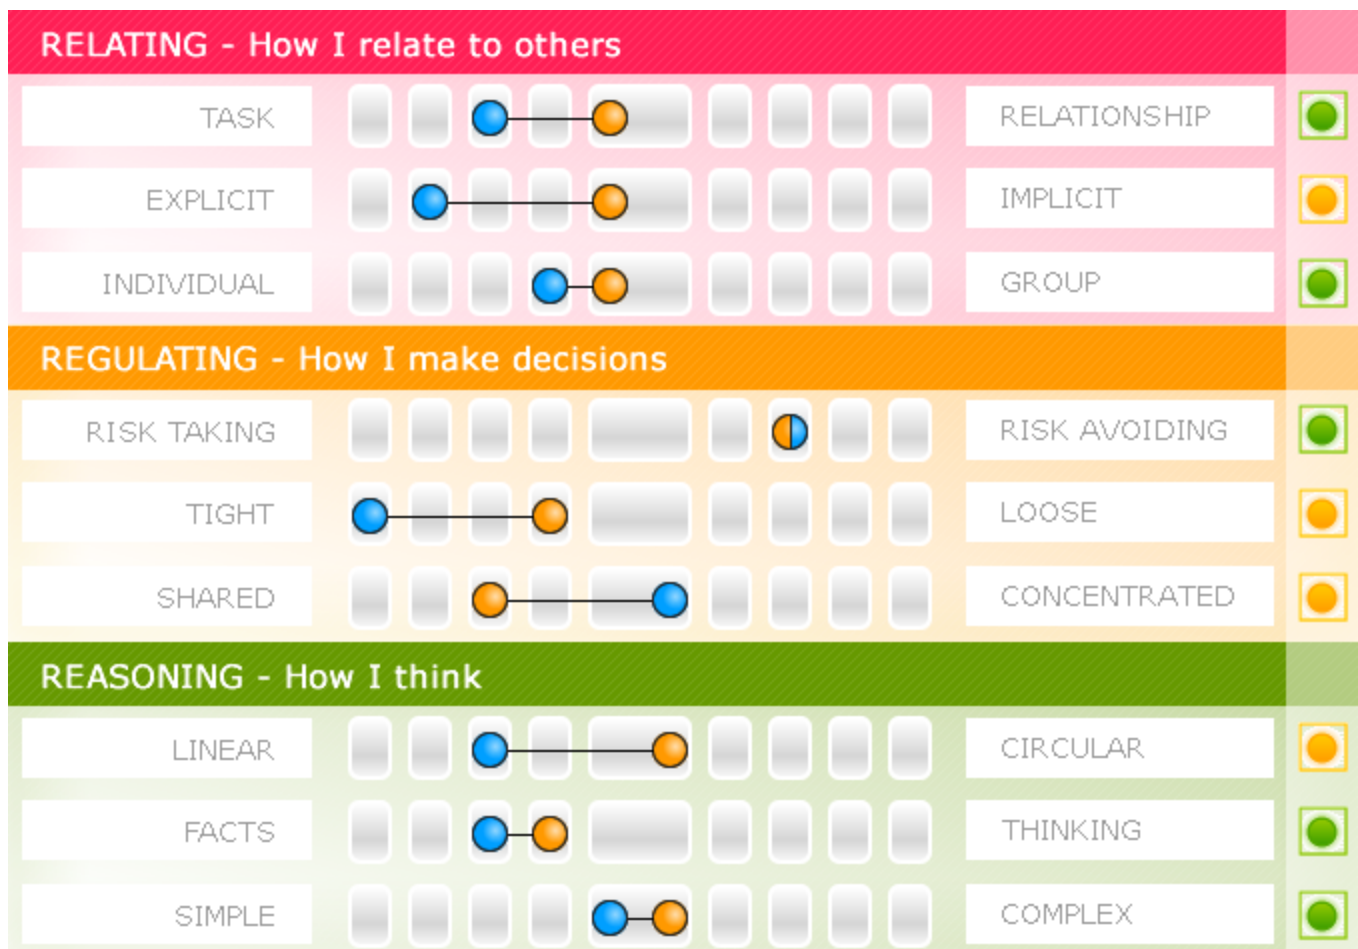 RELATING - How I relate to others
TASK RELATIONSHIP
EXPLICIT IMPLICIT
INDIVIDUAL GROUP
REGULATING - How I make decisions
RISK TAKING RISK AVOIDING
TIGHT LOOSE
SHARED CONCENTRATED
REASONING - How I think
LINEAR CIRCULAR
FACTS THINKING
SIMPLE COMPLEX